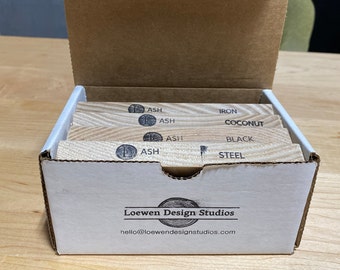 ASH IRON
ASH COCONUT
ASH BLACK
ASH STEEL
Loewen Design Studios
hello@loewendesignstudios.com